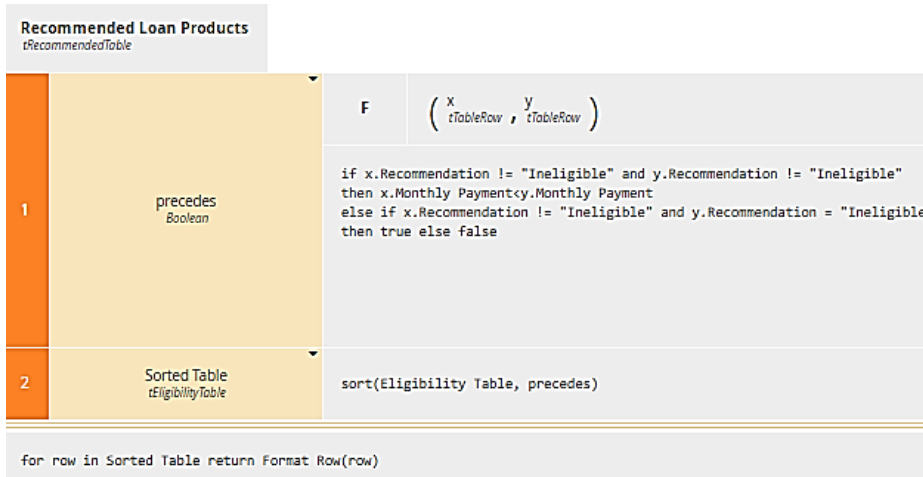 Recommended Loan Products
tRecommendedTable
F
( x , y )
tTableRow tTableRow
1
precedes
Boolean
if x.Recommendation != "Ineligible" and y.Recommendation != "Ineligible"
then x.Monthly Payment<y.Monthly Payment
else if x.Recommendation != "Ineligible" and y.Recommendation = "Ineligible
then true else false
2
Sorted Table
tEligibilityTable
sort(Eligibility Table, precedes)
for row in Sorted Table return Format Row(row)